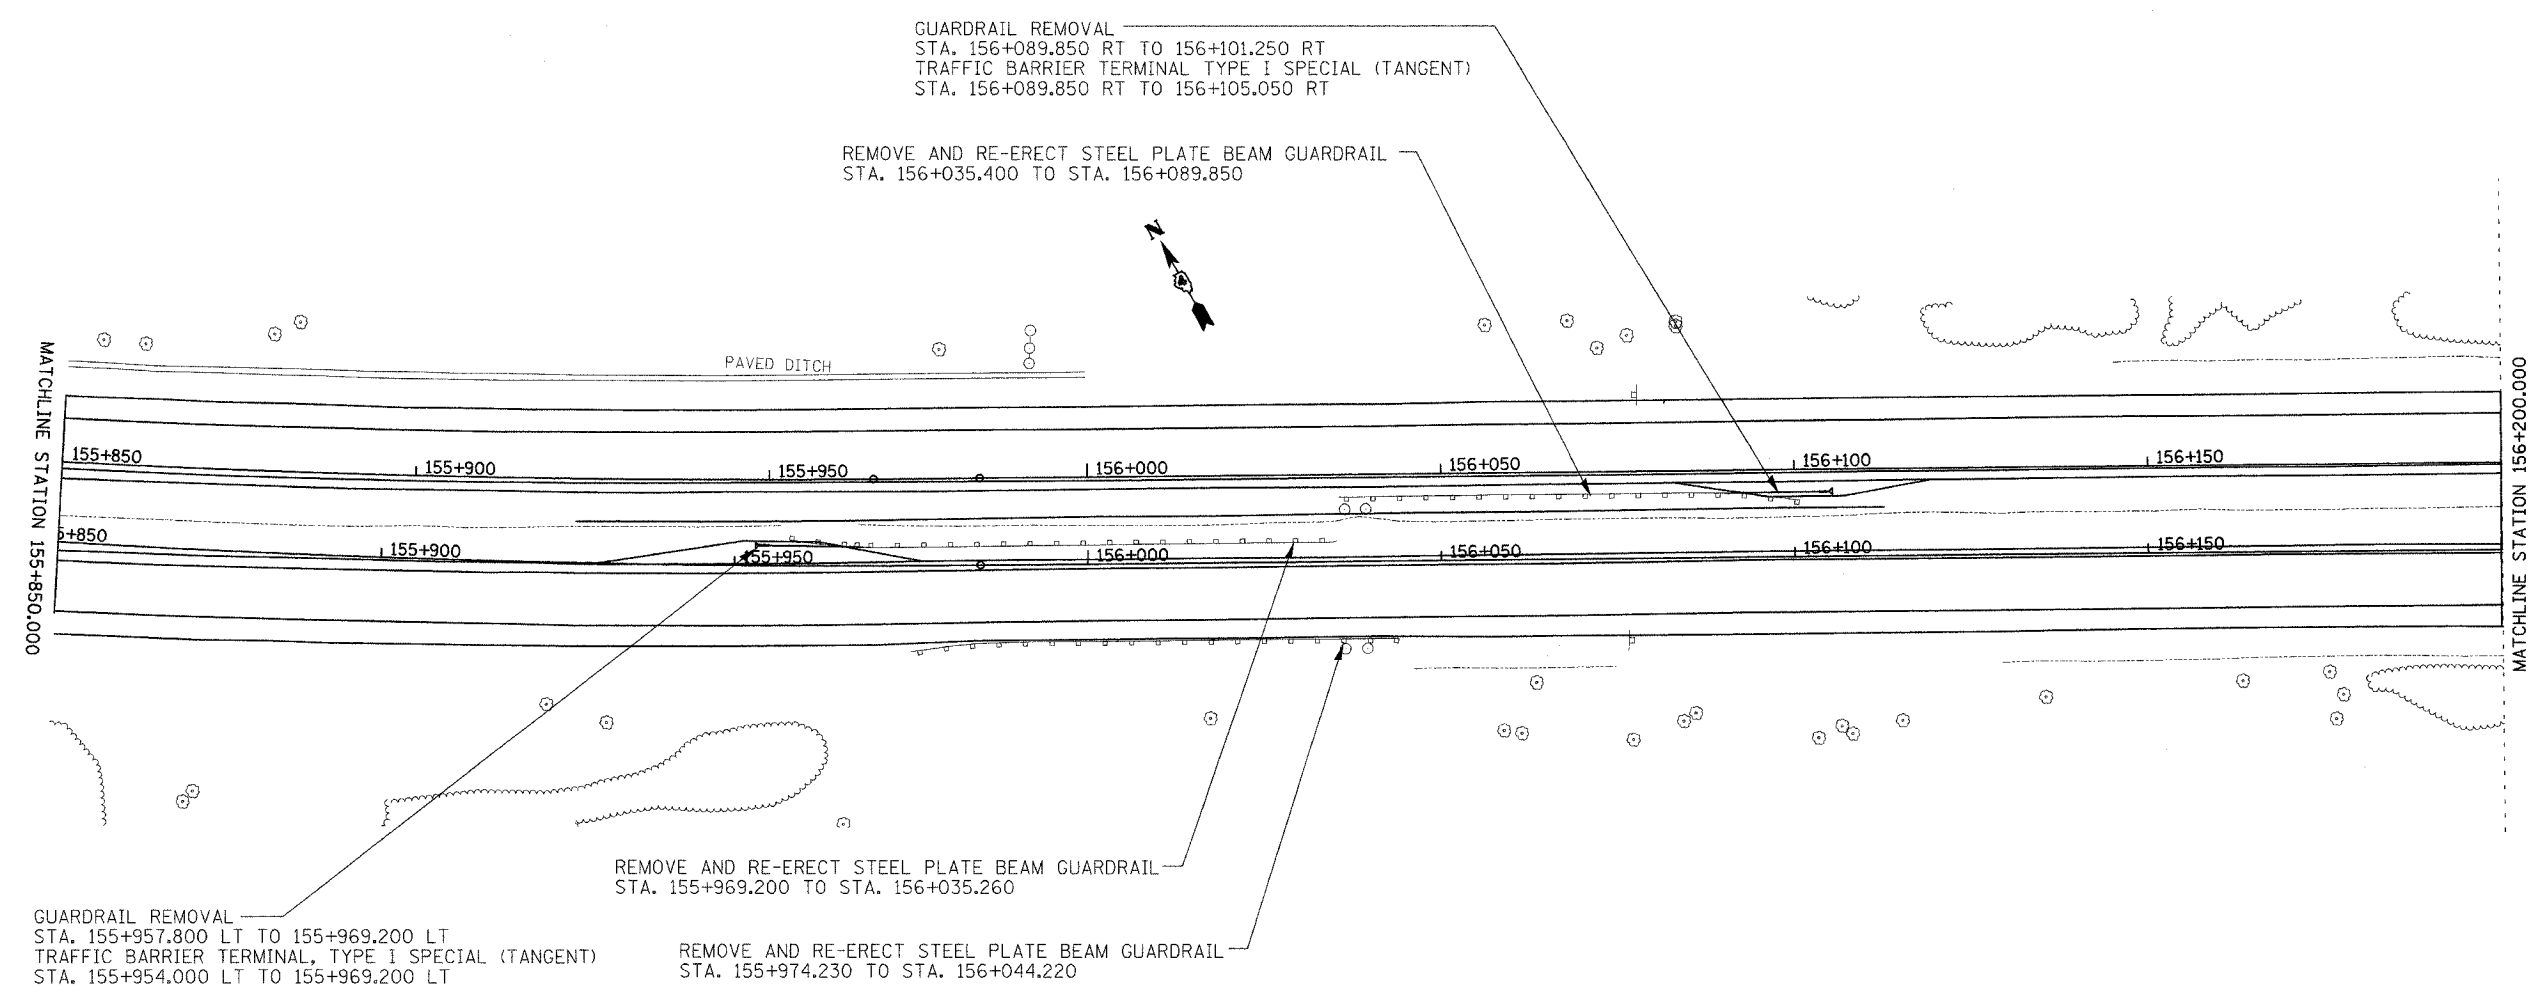 GUARDRAIL REMOVAL
STA. 156+089.850 RT TO 156+101.250 RT
TRAFFIC BARRIER TERMINAL TYPE I SPECIAL (TANGENT)
STA. 156+089.850 RT TO 156+105.050 RT
REMOVE AND RE-ERECT STEEL PLATE BEAM GUARDRAIL
STA. 156+035.400 TO STA. 156+089.850
N
PAVED DITCH
MATCHLINE STATION 155+850.000
MATCHLINE STATION 156+200.000
155+850
155+900
155+950
156+000
156+050
156+100
156+150
5+850
155+900
155+950
156+000
156+050
156+100
156+150
REMOVE AND RE-ERECT STEEL PLATE BEAM GUARDRAIL
STA. 155+969.200 TO STA. 156+035.260
GUARDRAIL REMOVAL
STA. 155+957.800 LT TO 155+969.200 LT
TRAFFIC BARRIER TERMINAL, TYPE I SPECIAL (TANGENT)
STA. 155+954.000 LT TO 155+969.200 LT
REMOVE AND RE-ERECT STEEL PLATE BEAM GUARDRAIL
STA. 155+974.230 TO STA. 156+044.220